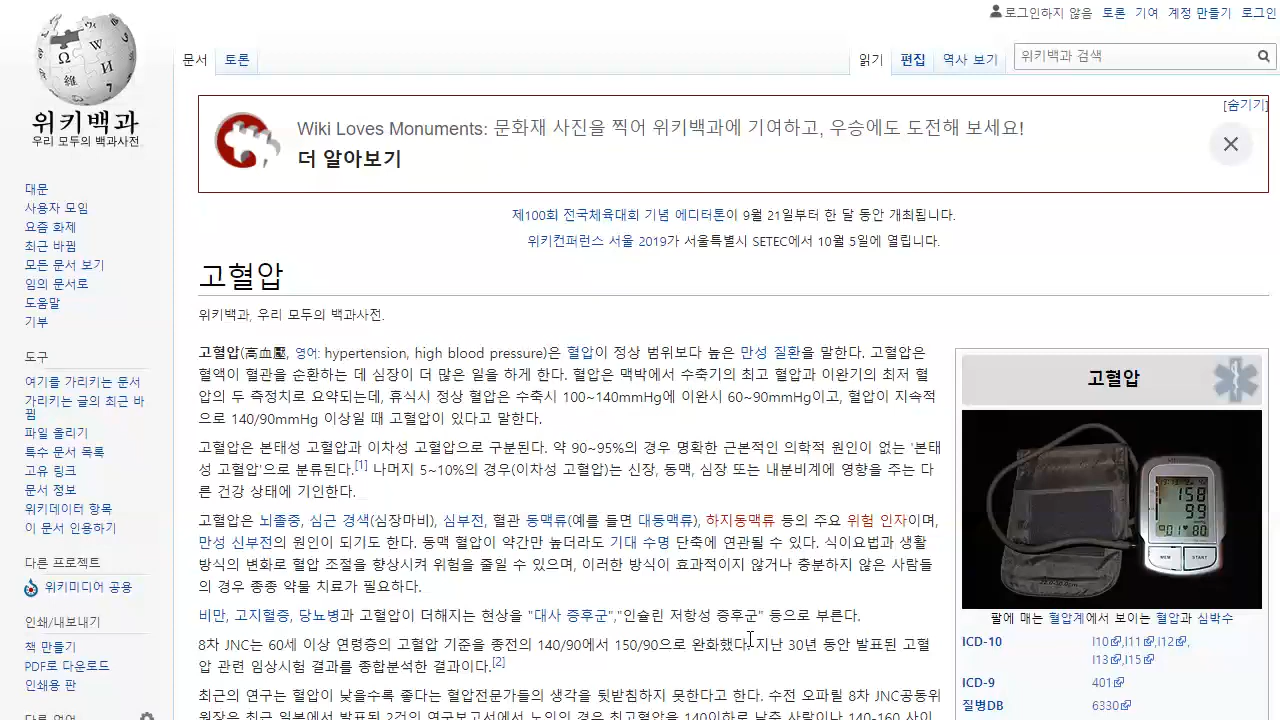 로그인하지 않음 토론 기여 계정 만들기 로그인
문서 토론 읽기 편집 역사 보기 위키백과 검색
위키백과
우리 모두의 백과사전
대문
사용자 모임
요즘 화제
최근 바뀜
모든 문서 보기
임의 문서로
도움말
기부
도구
여기를 가리키는 문서
가리키는 글의 최근 바
뀜
파일 올리기
특수 문서 목록
고유 링크
문서 정보
위키데이터 항목
이 문서 인용하기
다른 프로젝트
위키미디어 공용
인쇄/내보내기
책 만들기
PDF로 다운로드
인쇄용 판
다른 언어
[숨기기]
Wiki Loves Monuments: 문화재 사진을 찍어 위키백과에 기여하고, 우승에도 도전해 보세요!
더 알아보기
제100회 전국체육대회 기념 에디터톤이 9월 21일부터 한 달 동안 개최됩니다.
위키컨퍼런스 서울 2019가 서울특별시 SETEC에서 10월 5일에 열립니다.
고혈압
위키백과, 우리 모두의 백과사전.
고혈압(高血壓, 영어: hypertension, high blood pressure)은 혈압이 정상 범위보다 높은 만성 질환을 말한다. 고혈압은
혈액이 혈관을 순환하는 데 심장이 더 많은 일을 하게 한다. 혈압은 맥박에서 수축기의 최고 혈압과 이완기의 최저 혈
압의 두 측정치로 요약되는데, 휴식시 정상 혈압은 수축시 100~140mmHg에 이완시 60~90mmHg이고, 혈압이 지속적
으로 140/90mmHg 이상일 때 고혈압이 있다고 말한다.
고혈압은 본태성 고혈압과 이차성 고혈압으로 구분된다. 약 90~95%의 경우 명확한 근본적인 의학적 원인이 없는 '본태
성 고혈압'으로 분류된다.[1] 나머지 5~10%의 경우(이차성 고혈압)는 신장, 동맥, 심장 또는 내분비계에 영향을 주는 다
른 건강 상태에 기인한다.
고혈압은 뇌졸중, 심근 경색(심장마비), 심부전, 혈관 동맥류(예를 들면 대동맥류), 하지동맥류 등의 주요 위험 인자이며,
만성 신부전의 원인이 되기도 한다. 동맥 혈압이 약간만 높더라도 기대 수명 단축에 연관될 수 있다. 식이요법과 생활
방식의 변화로 혈압 조절을 향상시켜 위험을 줄일 수 있으며, 이러한 방식이 효과적이지 않거나 충분하지 않은 사람들
의 경우 종종 약물 치료가 필요하다.
비만, 고지혈증, 당뇨병과 고혈압이 더해지는 현상을 "대사 증후군","인슐린 저항성 증후군" 등으로 부른다.
8차 JNC는 60세 이상 연령층의 고혈압 기준을 종전의 140/90에서 150/90으로 완화했다.지난 30년 동안 발표된 고혈
압 관련 임상시험 결과를 종합분석한 결과이다.[2]
최근의 연구는 혈압이 낮을수록 좋다는 혈압전문가들의 생각을 뒷받침하지 못한다고 한다. 수전 오파릴 8차 JNC공동위
원장은 최근 일본에서 발표된 2건의 연구보고서에서 노인의 경우 최고혈압을 140이하로 낮춘 사람이나 140-160 사이
고혈압
158
99
80
MEM START
팔에 매는 혈압계에서 보이는 혈압과 심박수
ICD-10 I10,I11,I12,
I13,I15
ICD-9 401
질병DB 6330